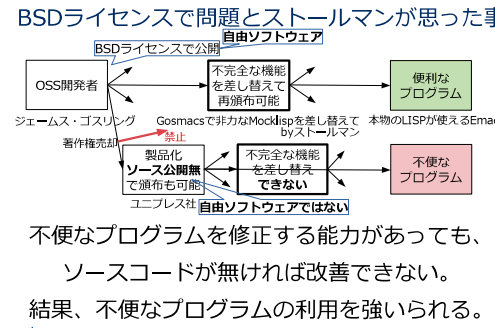 BSDライセンスで問題とストールマンが思った事
BSDライセンスで公開
自由ソフトウェア
OSS開発者
不完全な機能
を差し替えて
再頒布可能
便利な
プログラム
ジェームス・ゴスリング
Gosmacsで非力なMocklispを差し替えて
byストールマン
本物のLISPが使えるEmac
著作権売却
禁止
製品化
ソース公開無
で頒布も可能
不完全な機能
を差し替え
できない
不便な
プログラム
ユニプレス社
自由ソフトウェアではない
不便なプログラムを修正する能力があっても、
ソースコードが無ければ改善できない。
結果、不便なプログラムの利用を強いられる。